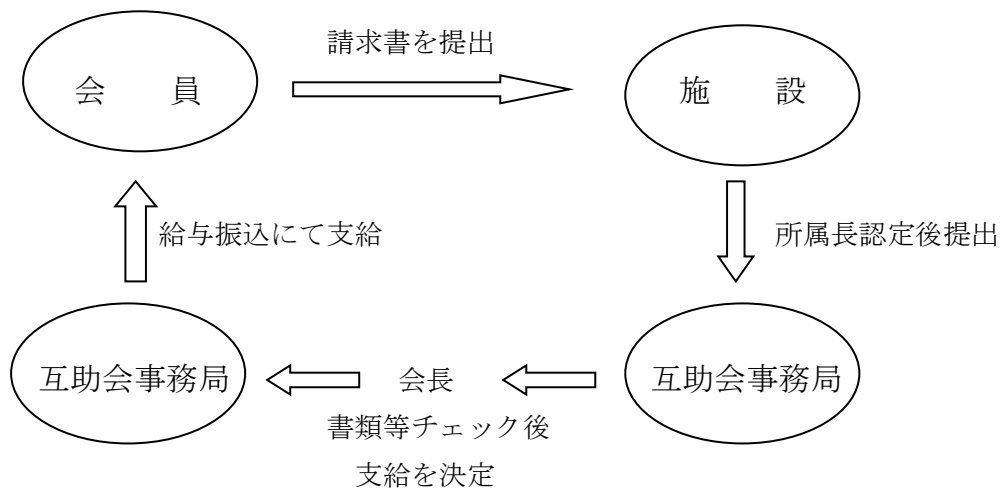 請求書を提出
会　　員
施　　設
給与振込にて支給
所属長認定後提出
互助会事務局
会長
互助会事務局
書類等チェック後
支給を決定